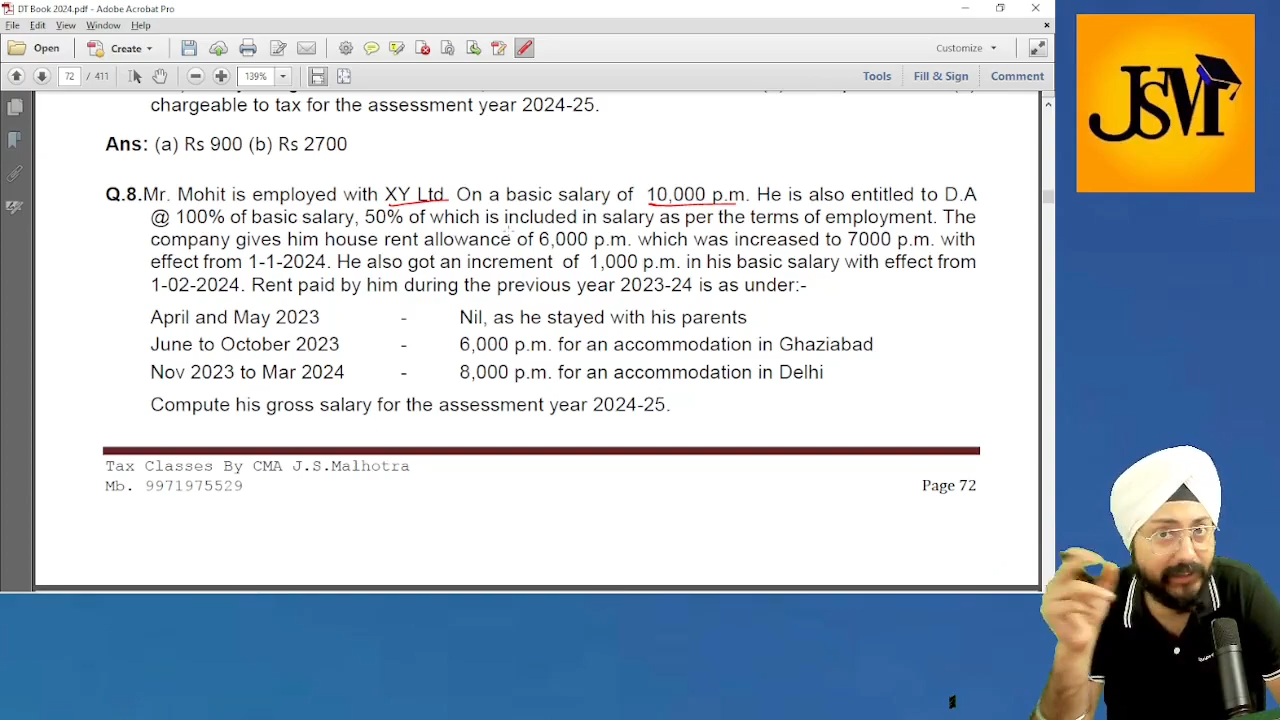 DT Book 2024.pdf - Adobe Acrobat Pro
File Edit View Window Help
Open Create Customize
72 / 411 139% Tools Fill & Sign Comment
chargeable to tax for the assessment year 2024-25.
Ans: (a) Rs 900 (b) Rs 2700
Q.8.Mr. Mohit is employed with XY Ltd. On a basic salary of 10,000 p.m. He is also entitled to D.A
@ 100% of basic salary, 50% of which is included in salary as per the terms of employment. The
company gives him house rent allowance of 6,000 p.m. which was increased to 7000 p.m. with
effect from 1-1-2024. He also got an increment of 1,000 p.m. in his basic salary with effect from
1-02-2024. Rent paid by him during the previous year 2023-24 is as under:-
April and May 2023 - Nil, as he stayed with his parents
June to October 2023 - 6,000 p.m. for an accommodation in Ghaziabad
Nov 2023 to Mar 2024 - 8,000 p.m. for an accommodation in Delhi
Compute his gross salary for the assessment year 2024-25.
Tax Classes By CMA J.S.Malhotra
Mb. 9971975529
Page 72
JSM